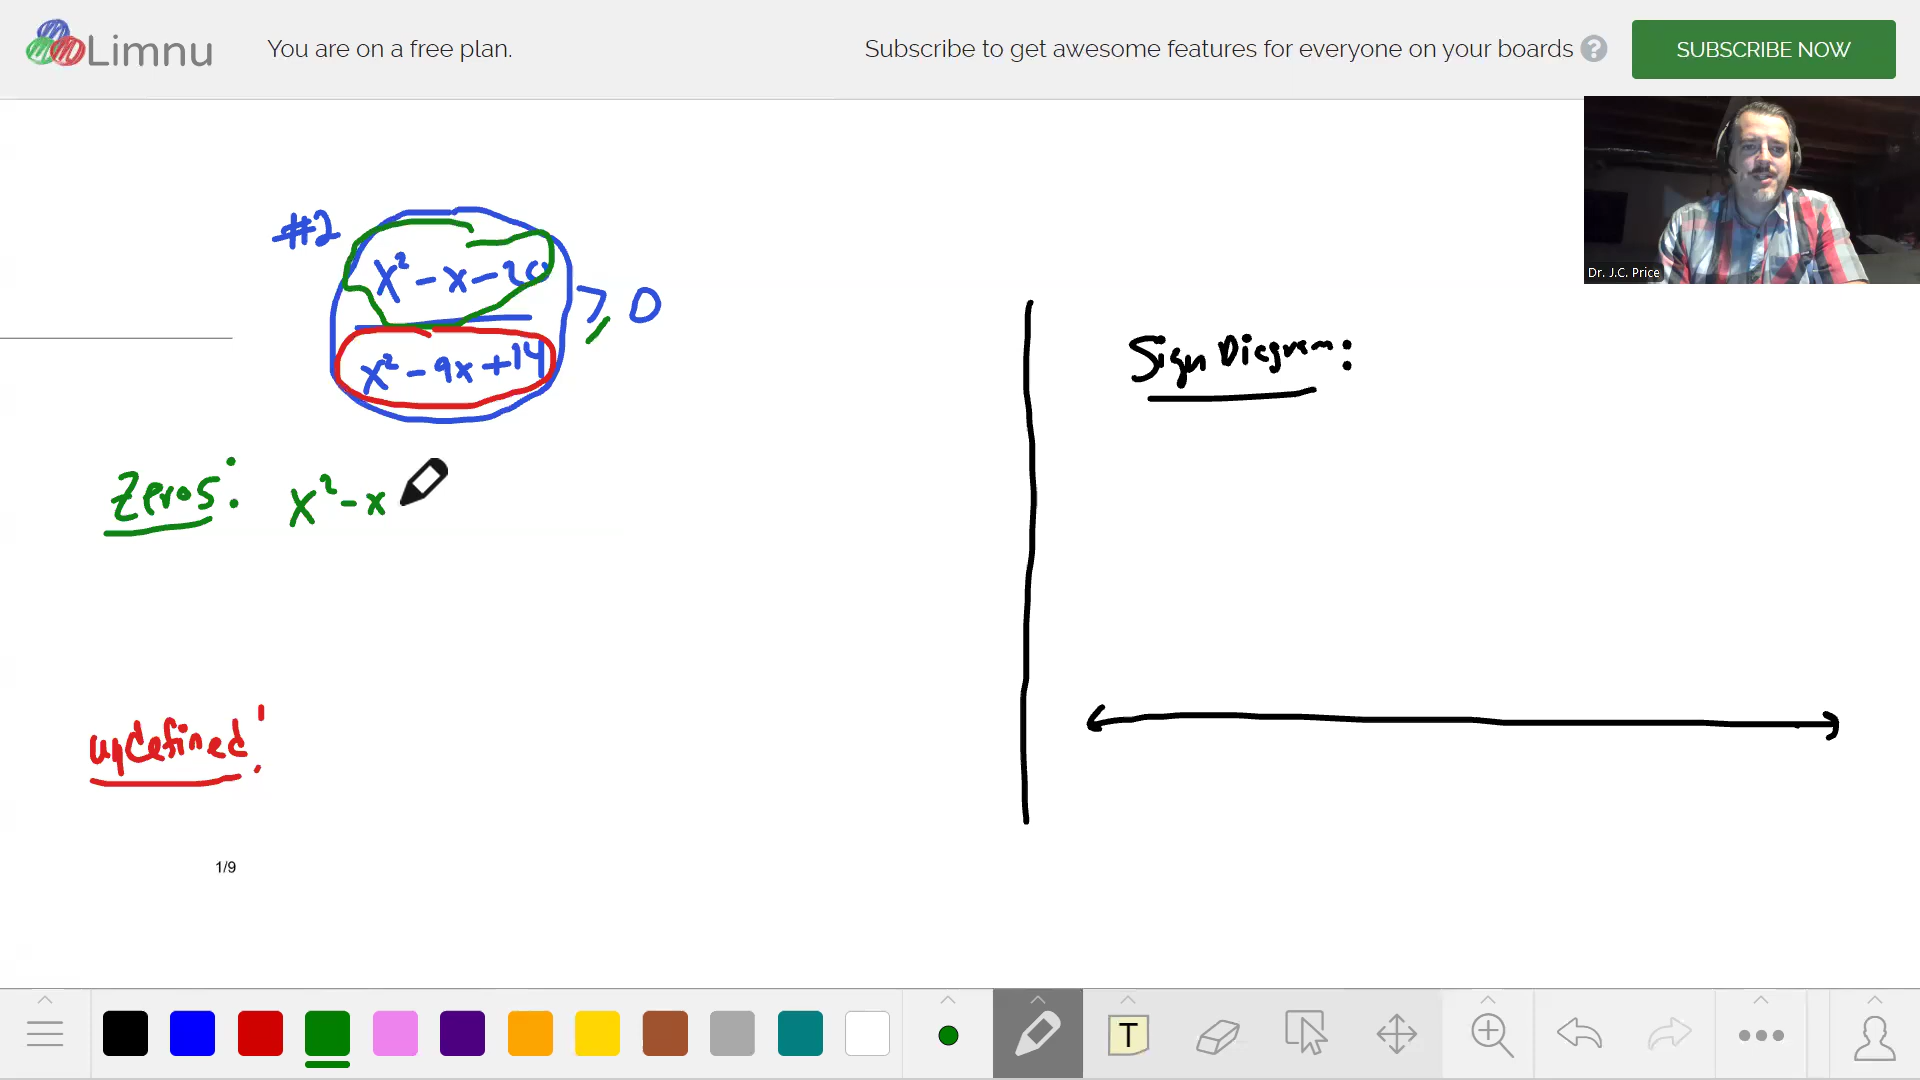 Limnu
You are on a free plan.
Subscribe to get awesome features for everyone on your boards ?
SUBSCRIBE NOW
Dr. J.C. Price
#2
x² - x - 20
≥ 0
x² - 9x + 14
Sign Diagram:
Zeros: x² - x
undefined:
1/9
T